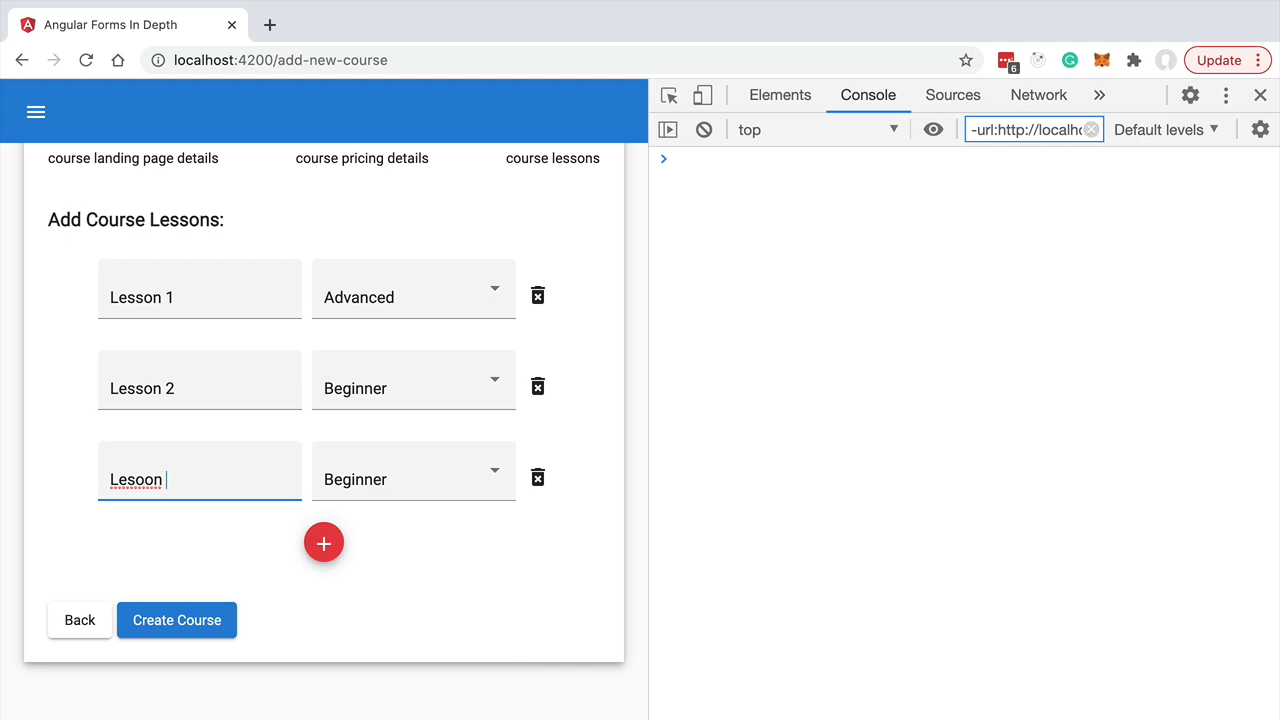 Angular Forms In Depth
localhost:4200/add-new-course
6
Update
Elements
Console
Sources
Network
top
-url:http://localho
Default levels
course landing page details
course pricing details
course lessons
Add Course Lessons:
Lesson 1
Advanced
Lesson 2
Beginner
Lesoon
Beginner
Back
Create Course